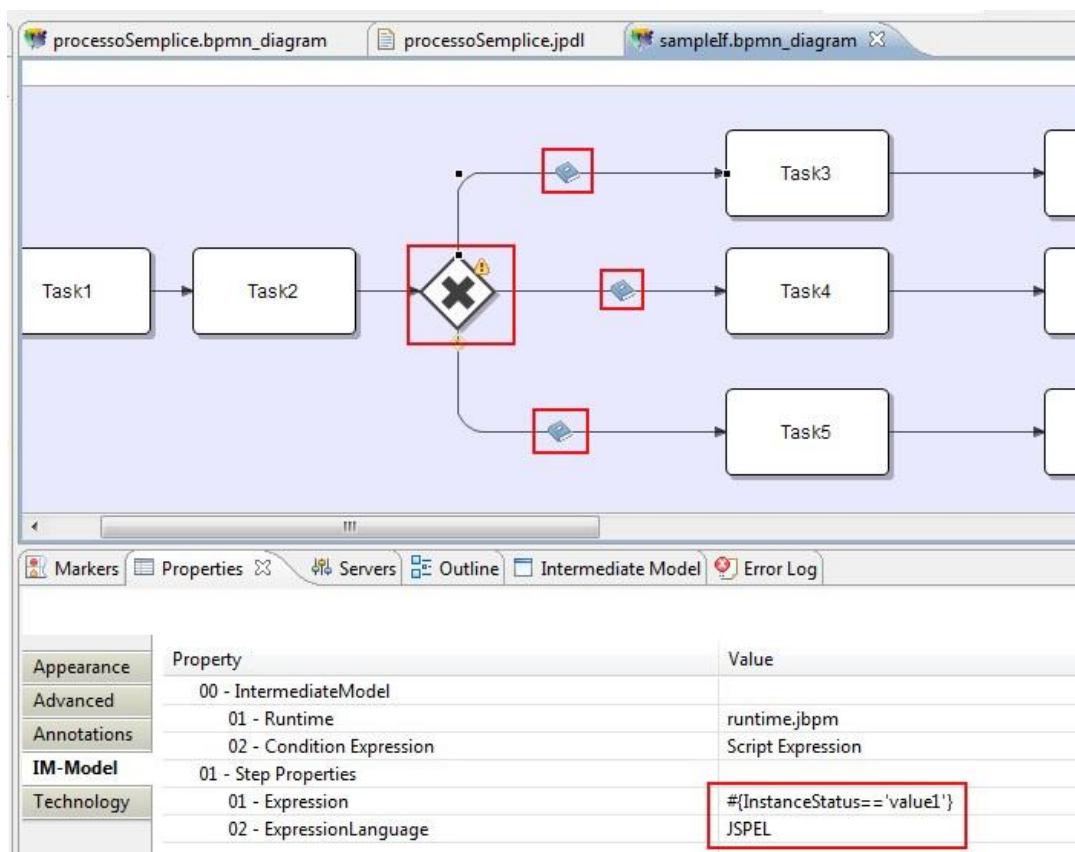 processoSemplice.bpmn_diagram processoSemplice.jpdl sampleIf.bpmn_diagram
Task3
Task1 Task2 Task4
Task5
Markers Properties Servers Outline Intermediate Model Error Log
Property Value
Appearance
00 - IntermediateModel
Advanced
01 - Runtime runtime.jbpm
Annotations
02 - Condition Expression Script Expression
IM-Model
01 - Step Properties
Technology
01 - Expression #{InstanceStatus=='value1'}
02 - ExpressionLanguage JSPEL